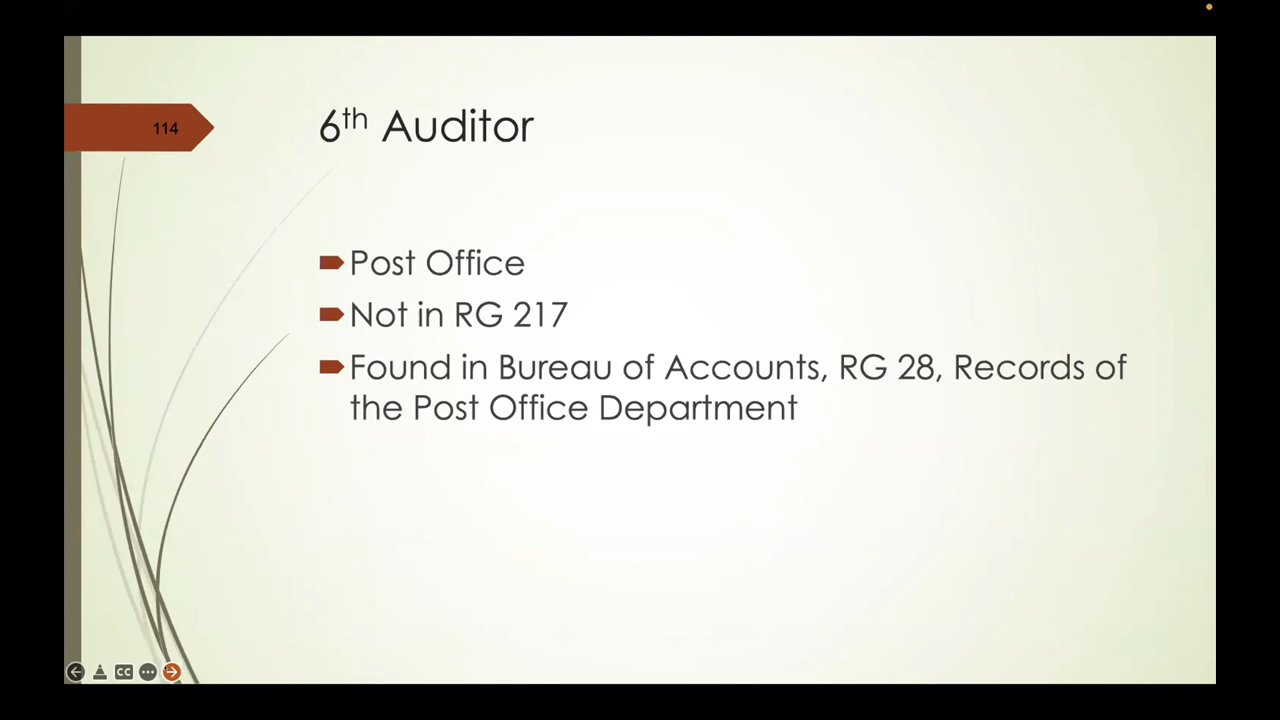 114
6th Auditor
Post Office
Not in RG 217
Found in Bureau of Accounts, RG 28, Records of
the Post Office Department
CC